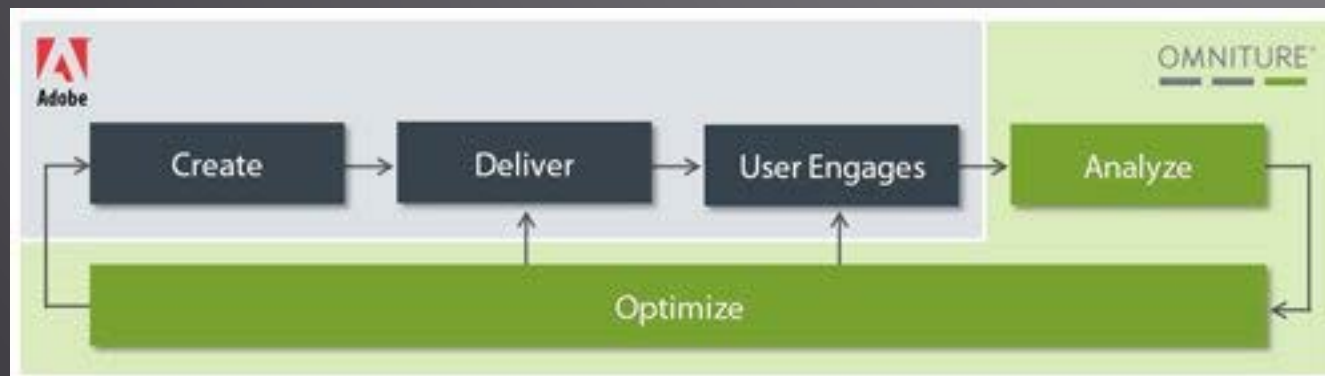 Adobe
OMNITURE
Create
Deliver
User Engages
Analyze
Optimize